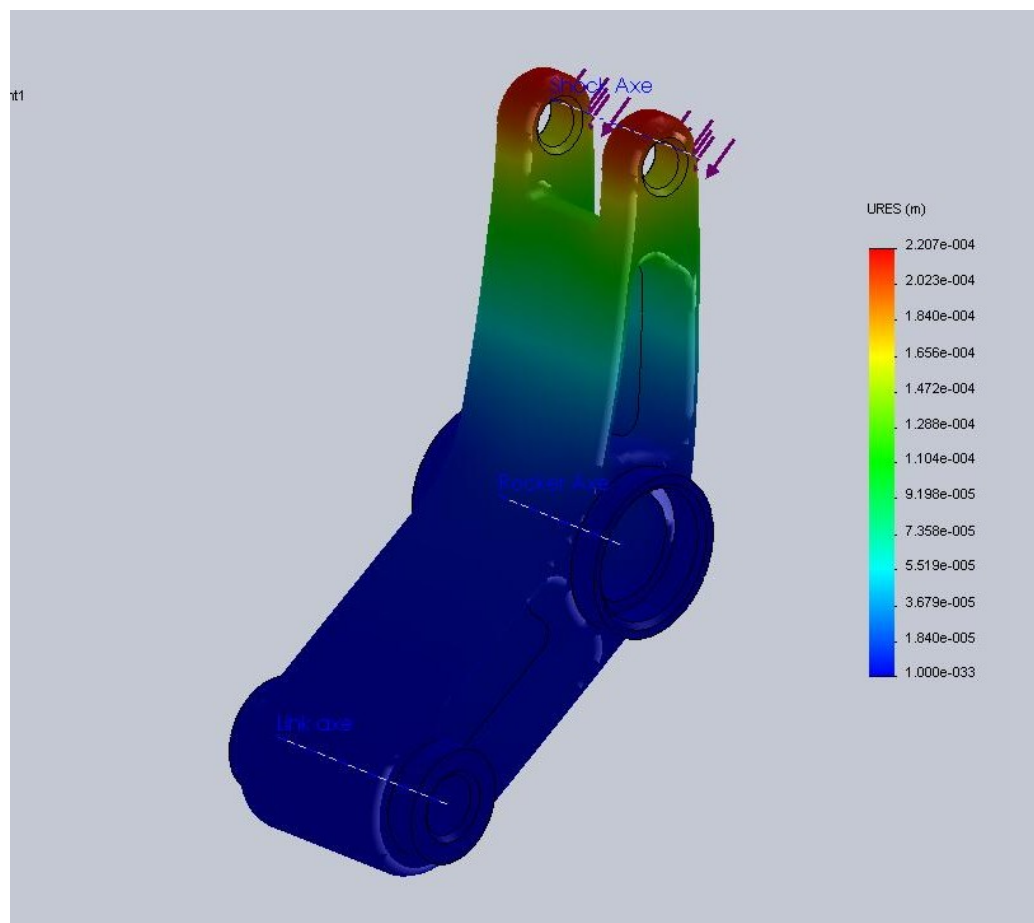 Shock Axe
nt1
URES (m)
2.207e-004
2.023e-004
1.840e-004
1.656e-004
1.472e-004
1.288e-004
1.104e-004
9.198e-005
7.358e-005
5.519e-005
3.679e-005
1.840e-005
1.000e-033
Rocker Axe
Link axe